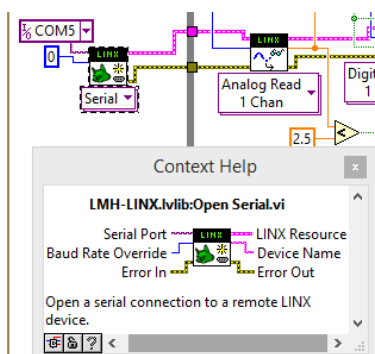 COM5
LINX
0
LINX
Serial
Analog Read
1 Chan
Digit
1
2.5
<
Context Help
x
LMH-LINX.lvlib:Open Serial.vi
Serial Port
LINX
LINX Resource
Baud Rate Override
Device Name
Error In
Error Out
Open a serial connection to a remote LINX
device.
?